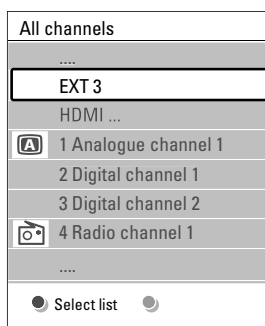 All channels
....
EXT 3
HDMI ...
A 1 Analogue channel 1
2 Digital channel 1
3 Digital channel 2
4 Radio channel 1
....
Select list